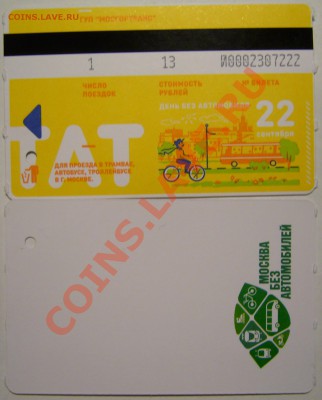 COINS.LAVE.RU
ГУП "МОСГОРТРАНС"
1
13
И0002307222
ЧИСЛО
ПОЕЗДОК
СТОИМОСТЬ
РУБЛЕЙ
БИЛЕТА
ДЕНЬ БЕЗ АВТОМОБИЛЯ
22
сентября
ТАТ
ДЛЯ ПРОЕЗДА В ТРАМВАЕ,
АВТОБУСЕ, ТРОЛЛЕЙБУСЕ
В Г. МОСКВЕ.
COINS.LAVE.RU
МОСКВА
БЕЗ
АВТОМОБИЛЕЙ